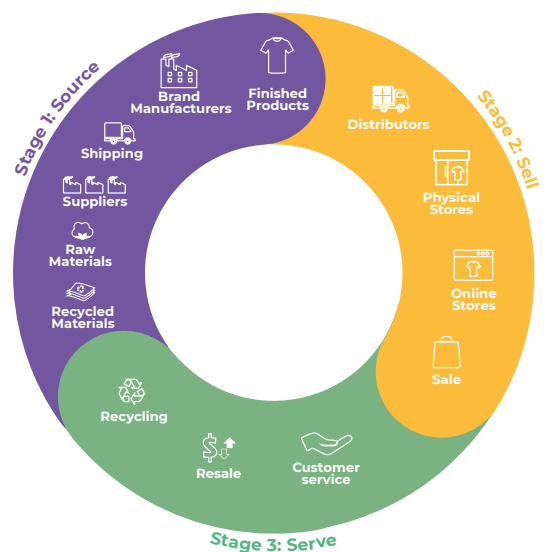 Stage 1: Source
Recycled
Materials
Raw
Materials
Suppliers
Shipping
Brand
Manufacturers
Finished
Products
Stage 2: Sell
Distributors
Physical
Stores
Online
Stores
Sale
Stage 3: Serve
Customer
service
Resale
Recycling